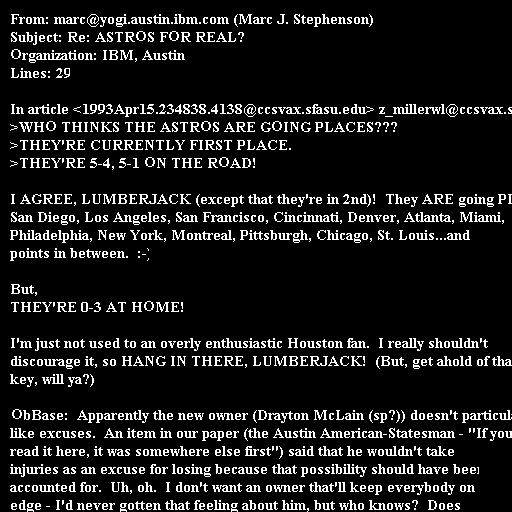 From: marc@yogi.austin.ibm.com (Marc J. Stephenson)
Subject: Re: ASTROS FOR REAL?
Organization: IBM, Austin
Lines: 29

In article <1993Apr15.234838.4138@ccsvax.sfasu.edu> z_millerwl@ccsvax.s
>WHO THINKS THE ASTROS ARE GOING PLACES???
>THEY'RE CURRENTLY FIRST PLACE.
>THEY'RE 5-4, 5-1 ON THE ROAD!

I AGREE, LUMBERJACK (except that they're in 2nd)!  They ARE going Pl
San Diego, Los Angeles, San Francisco, Cincinnati, Denver, Atlanta, Miami,
Philadelphia, New York, Montreal, Pittsburgh, Chicago, St. Louis...and
points in between.  :-)

But,
THEY'RE 0-3 AT HOME!

I'm just not used to an overly enthusiastic Houston fan.  I really shouldn't
discourage it, so HANG IN THERE, LUMBERJACK!  (But, get ahold of tha
key, will ya?)

ObBase:  Apparently the new owner (Drayton McLain (sp?)) doesn't particula
like excuses.  An item in our paper (the Austin American-Statesman - "If you
read it here, it was somewhere else first") said that he wouldn't take
injuries as an excuse for losing because that possibility should have been
accounted for.  Uh, oh.  I don't want an owner that'll keep everybody on
edge - I'd never gotten that feeling about him, but who knows?  Does